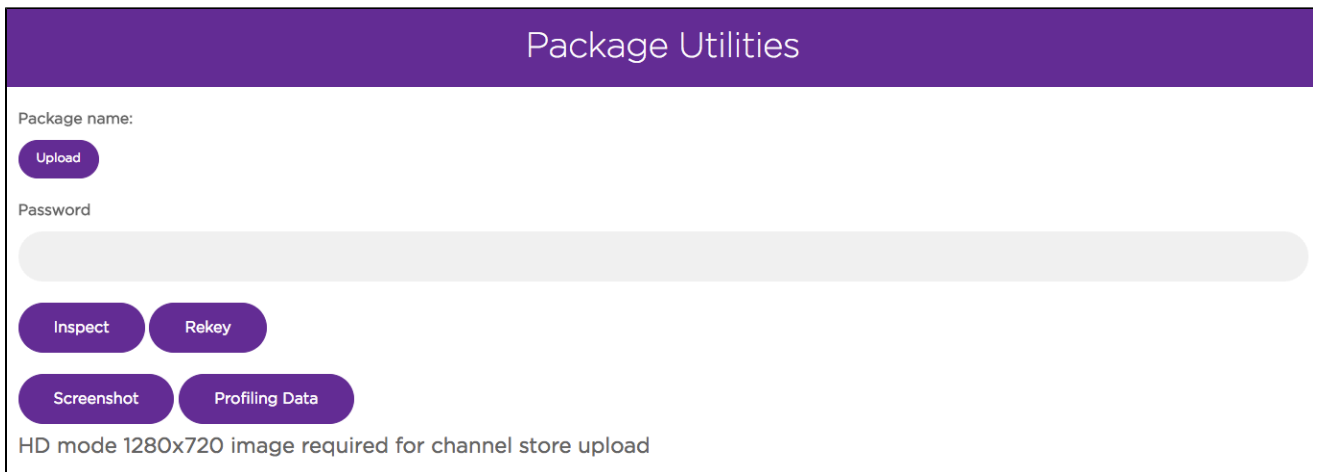 Package Utilities
Package name:
Upload
Password
Inspect Rekey
Screenshot Profiling Data
HD mode 1280x720 image required for channel store upload